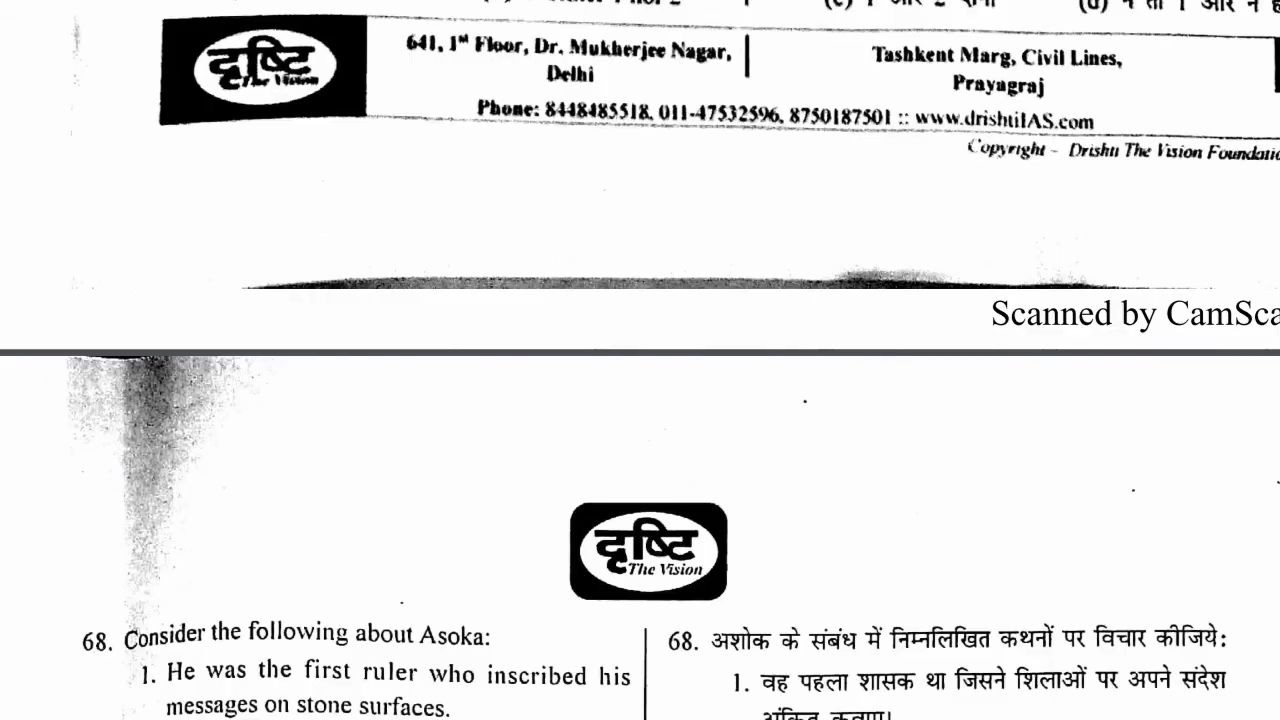 दृष्टि
The Vision
641, 1st Floor, Dr. Mukherjee Nagar,
Delhi
Tashkent Marg, Civil Lines,
Prayagraj
Phone: 8448485518, 011-47532596, 8750187501 :: www.drishtiIAS.com
Copyright - Drishti The Vision
Scanned by
दृष्टि
The Vision
68. Consider the following about Asoka:
1. He was the first ruler who inscribed his
messages on stone surfaces.
68. अशोक के संबंध में निम्नलिखित कथनों पर विचार कीजिये:
1. वह पहला शासक था जिसने शिलाओं पर अपने संदेश